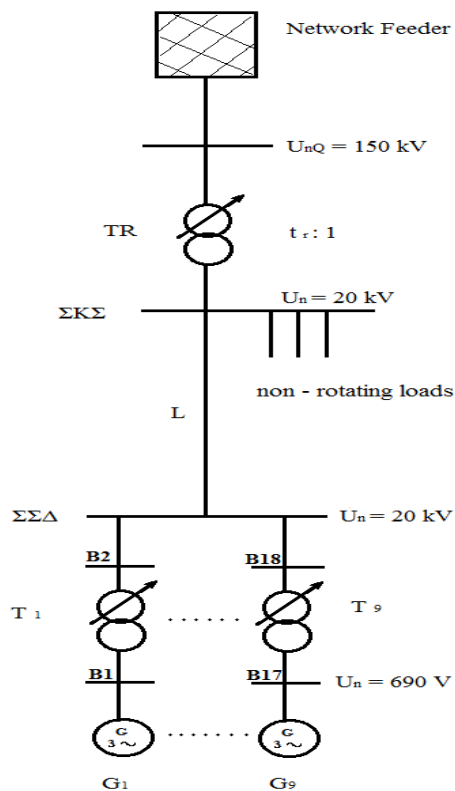 Network Feeder
UnQ = 150 kV
TR
t r : 1
Un = 20 kV
ΣΚΣ
non - rotating loads
L
ΣΣΔ
Un = 20 kV
B2
B18
T 1
. . . . . .
T 9
B1
B17
Un = 690 V
G
3 ~
. . . . . .
G
3 ~
G1
G9